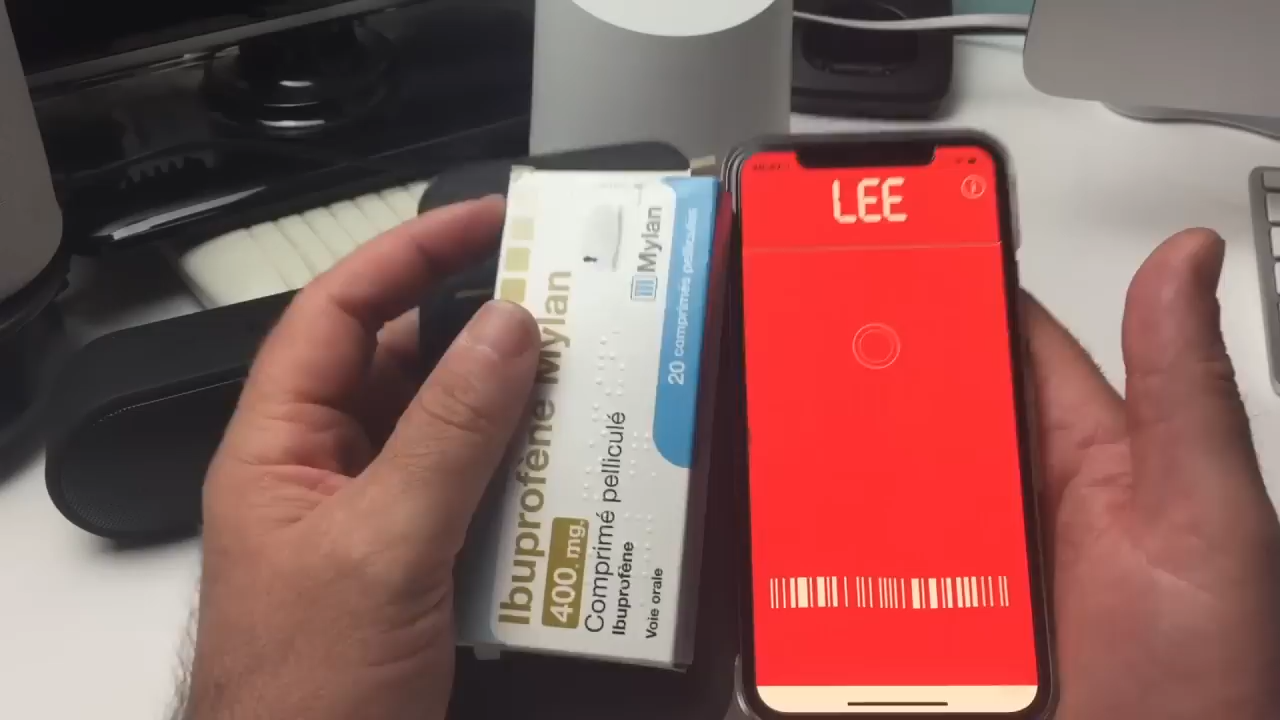 Ibuprofène Mylan
400 mg
Comprimé pelliculé
Ibuprofène
Voie orale
Mylan
20 comprimés pelliculés
LEE